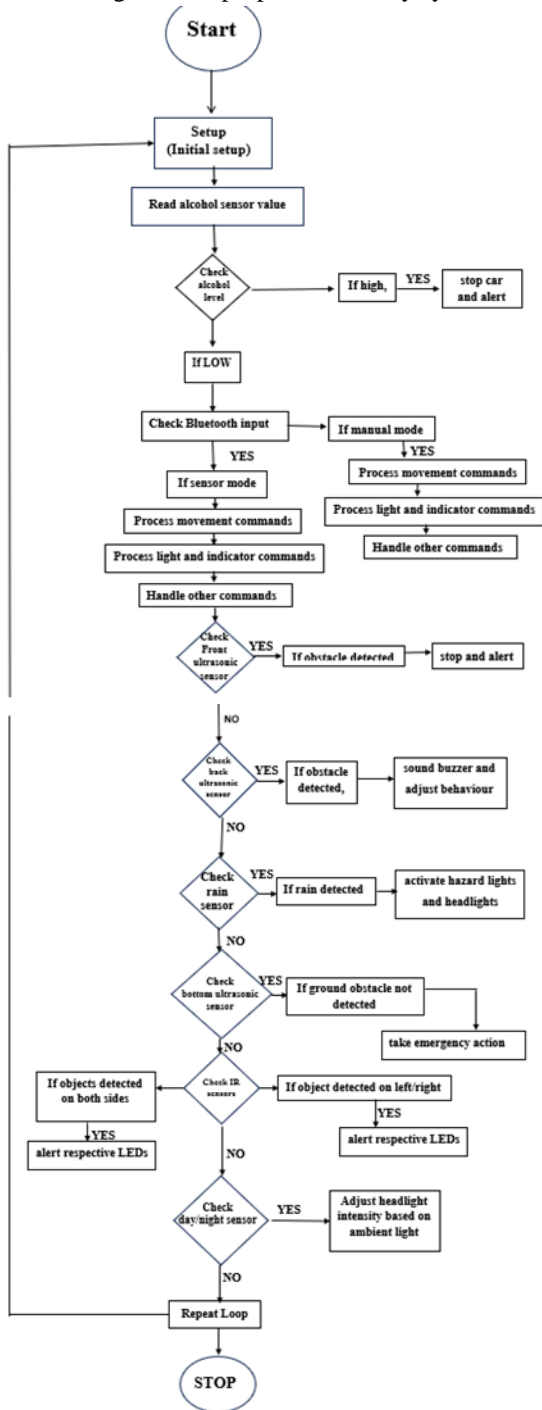 Start
Setup
(Initial setup)
Read alcohol sensor value
Check
alcohol
level
If high,
YES
stop car
and alert
If LOW
Check Bluetooth input
If manual mode
YES
YES
If sensor mode
Process movement commands
Process movement commands
Process light and indicator commands
Process light and indicator commands
Handle other commands
Handle other commands
Check
Front
ultrasonic
sensor
YES
If obstacle detected
stop and alert
NO
Check
back
ultrasonic
sensor
YES
If obstacle
detected,
sound buzzer and
adjust behaviour
NO
Check
rain
sensor
YES
If rain detected
activate hazard lights
and headlights
NO
Check
bottom ultrasonic
sensor
YES
If ground obstacle not
detected
take emergency action
NO
If objects detected
on both sides
Check IR
sensors
If object detected on left/right
YES
YES
alert respective LEDs
alert respective LEDs
NO
Check
day/night sensor
YES
Adjust headlight
intensity based on
ambient light
NO
Repeat Loop
STOP